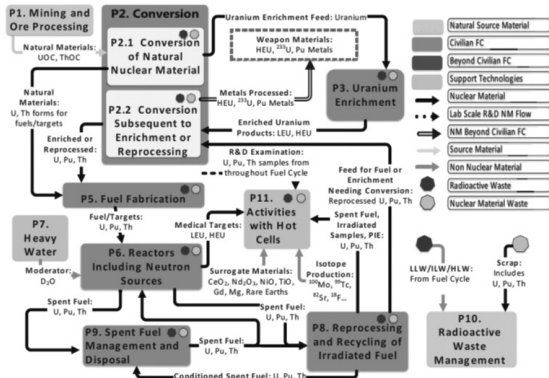 P1. Mining and
Ore Processing
Natural Materials:
UOC, ThOC
P2. Conversion
P2.1 Conversion
of Natural
Nuclear Material
P2.2 Conversion
Subsequent to
Enrichment or
Reprocessing
Uranium Enrichment Feed: Uranium
Weapon Materials:
HEU, ²³³U, Pu Metals
Metals Processed:
HEU, ²³³U, Pu Metals
P3. Uranium
Enrichment
Enriched Uranium
Products: LEU, HEU
Natural
Materials:
U, Th forms for
fuels/targets
Enriched or
Reprocessed:
U, Pu, Th
R&D Examination:
U, Pu, Th samples from
throughout Fuel Cycle
Feed for Fuel or
Enrichment
Needing Conversion:
Reprocessed U, Pu, Th
P5. Fuel Fabrication
Fuel/Targets:
U, Pu, Th
P7.
Heavy
Water
Moderator:
D₂O
P6. Reactors
Including Neutron
Sources
Medical Targets:
LEU, HEU
P11.
Activities with
Hot Cells
Spent Fuel,
Irradiated
Samples, PIE:
U, Pu, Th
Surrogate Materials:
CeO₂, Nd₂O₃, NiO, TiO,
Gd, Mg, Rare Earths
Isotope
Production:
Spent Fuel:
U, Pu, Th
Spent Fuel:
U, Pu, Th
P9. Spent Fuel
Management and
Disposal
Spent Fuel:
U, Pu, Th
P8. Reprocessing
and Recycling of
Irradiated Fuel
Conditioned Spent Fuel: U, Pu, Th
Natural Source Material
Civilian FC
Beyond Civilian FC
Support Technologies
Nuclear Material
Lab Scale R&D NM Flow
NM Beyond Civilian FC
Source Material
Non Nuclear Material
Radioactive Waste
Nuclear Material Waste
LLW/ILW/HLW:
From Fuel Cycle
Scrap:
Includes
U, Pu, Th
P10.
Radioactive
Waste
Management